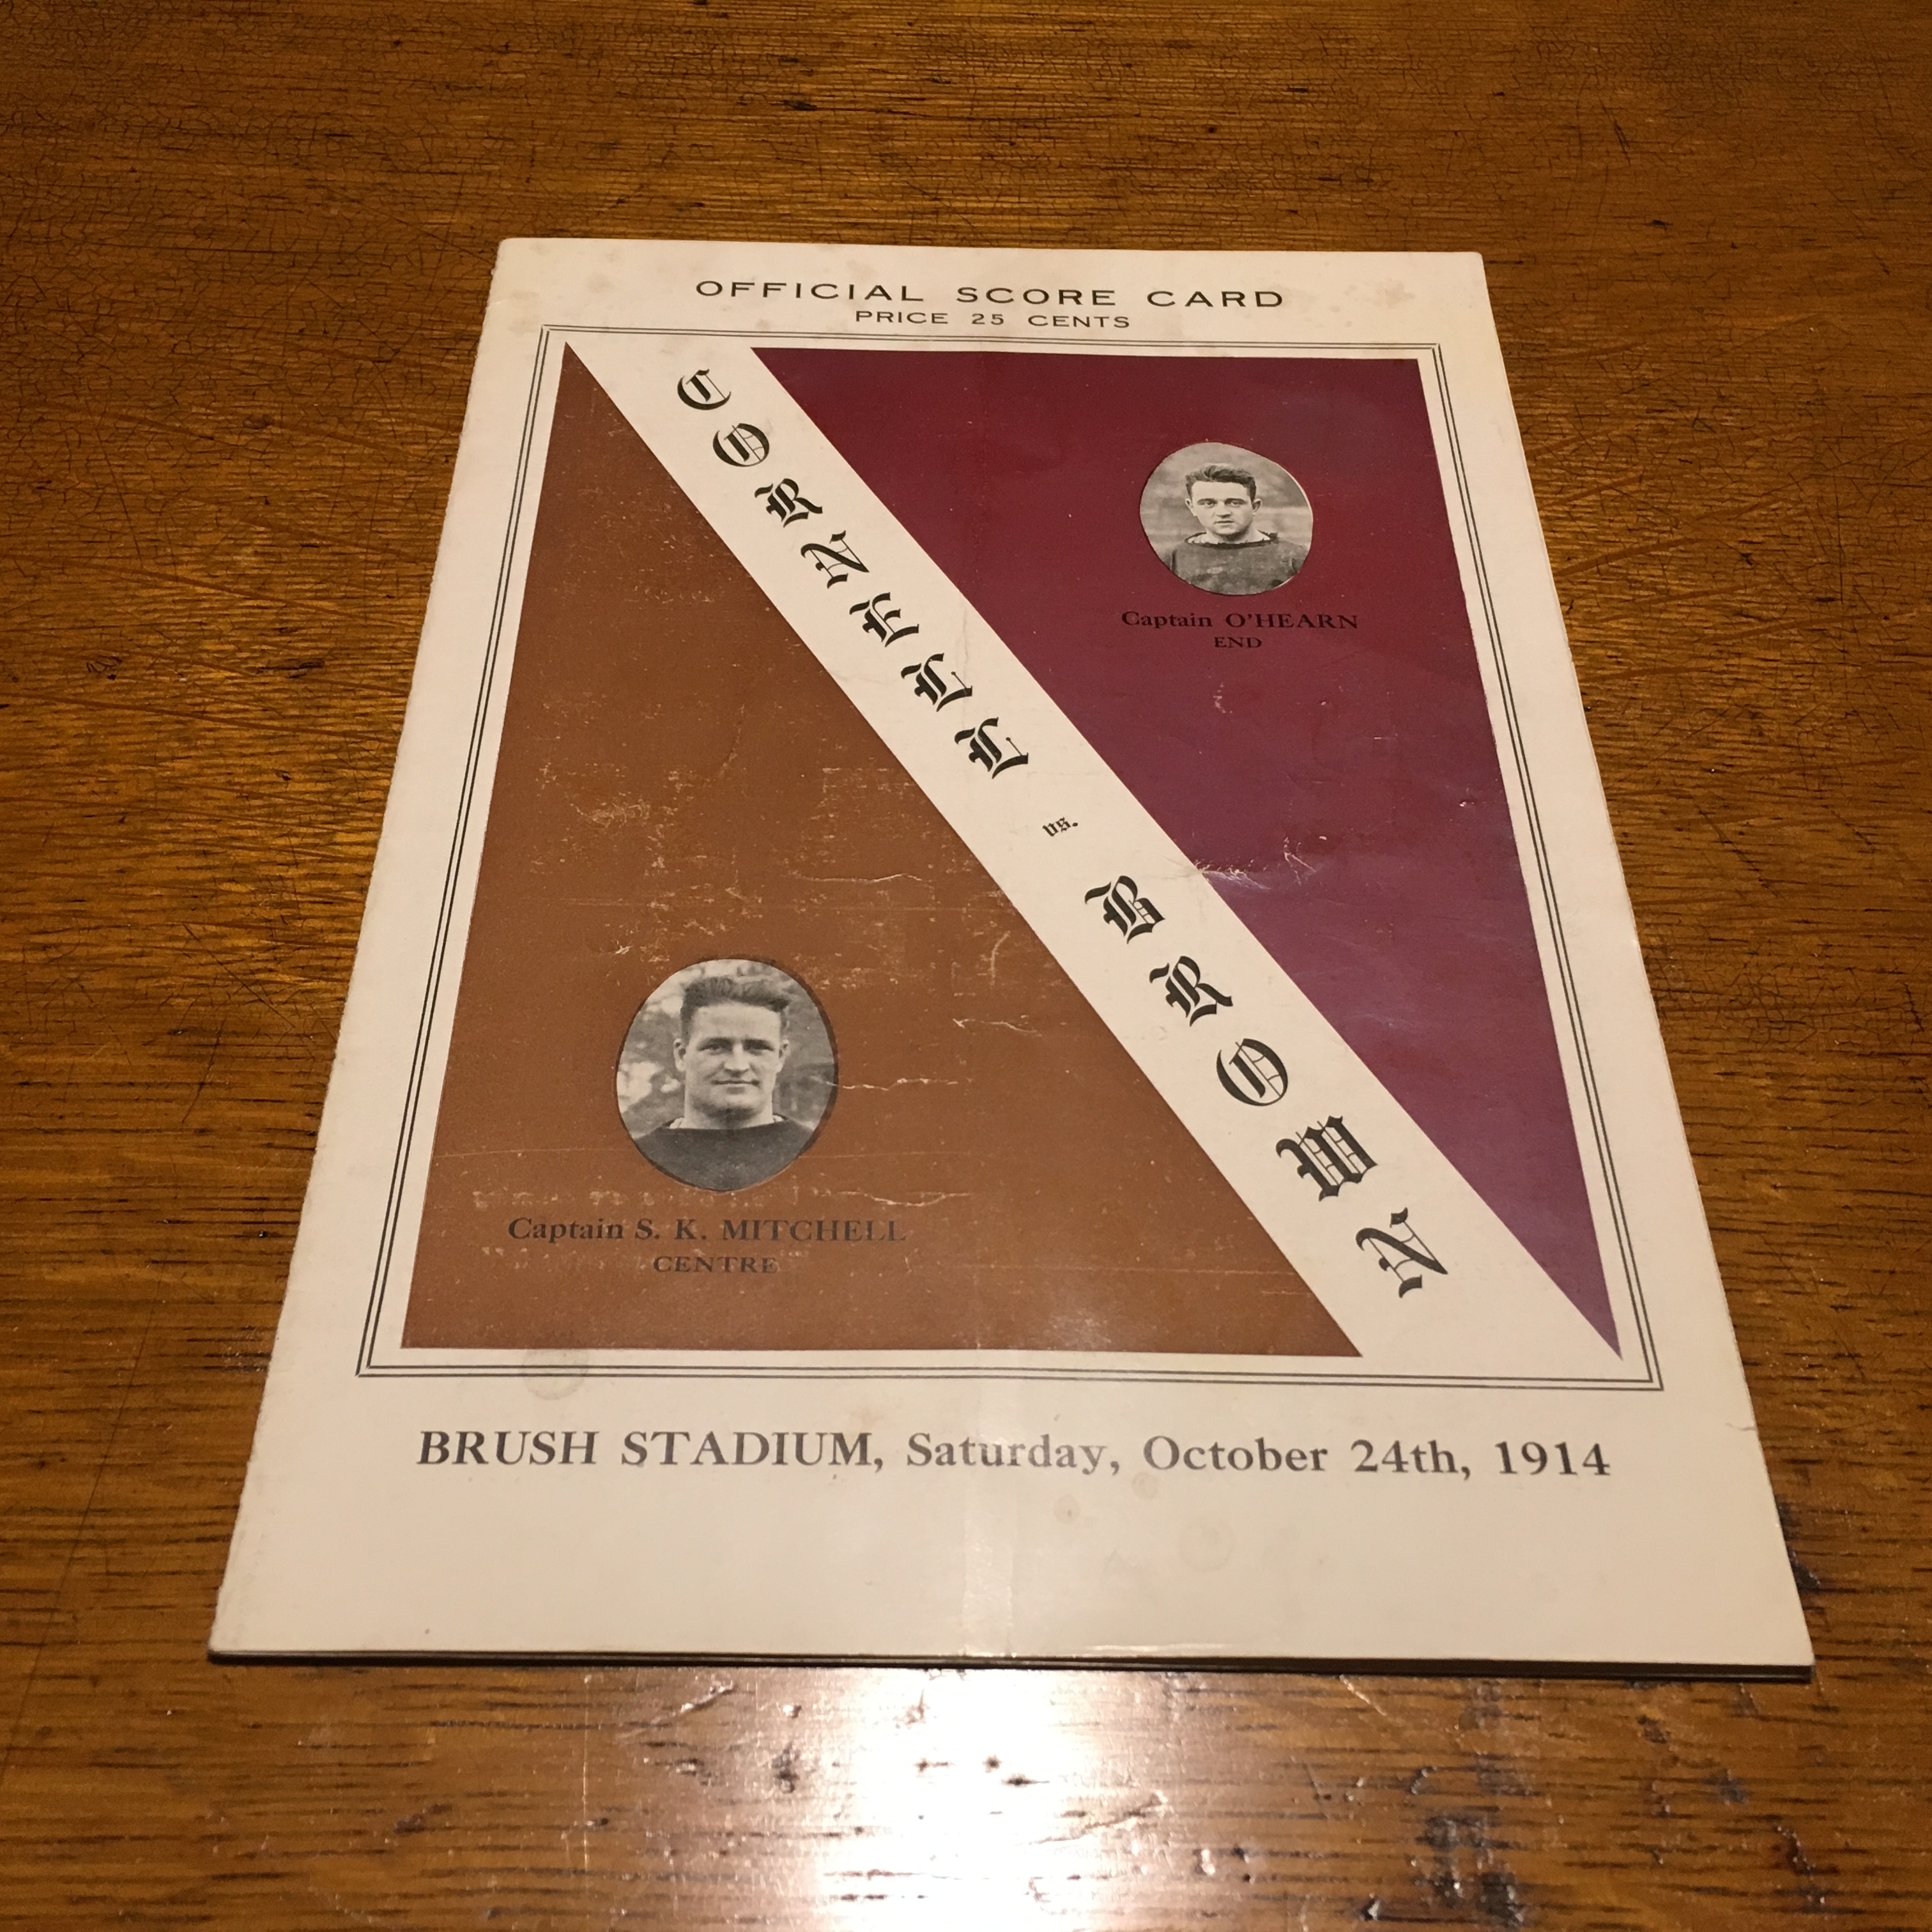 OFFICIAL SCORE CARD
PRICE 25 CENTS
CORNELL vs. BROWN
Captain O'HEARN
END
Captain S. K. MITCHELL
CENTRE
BRUSH STADIUM, Saturday, October 24th, 1914